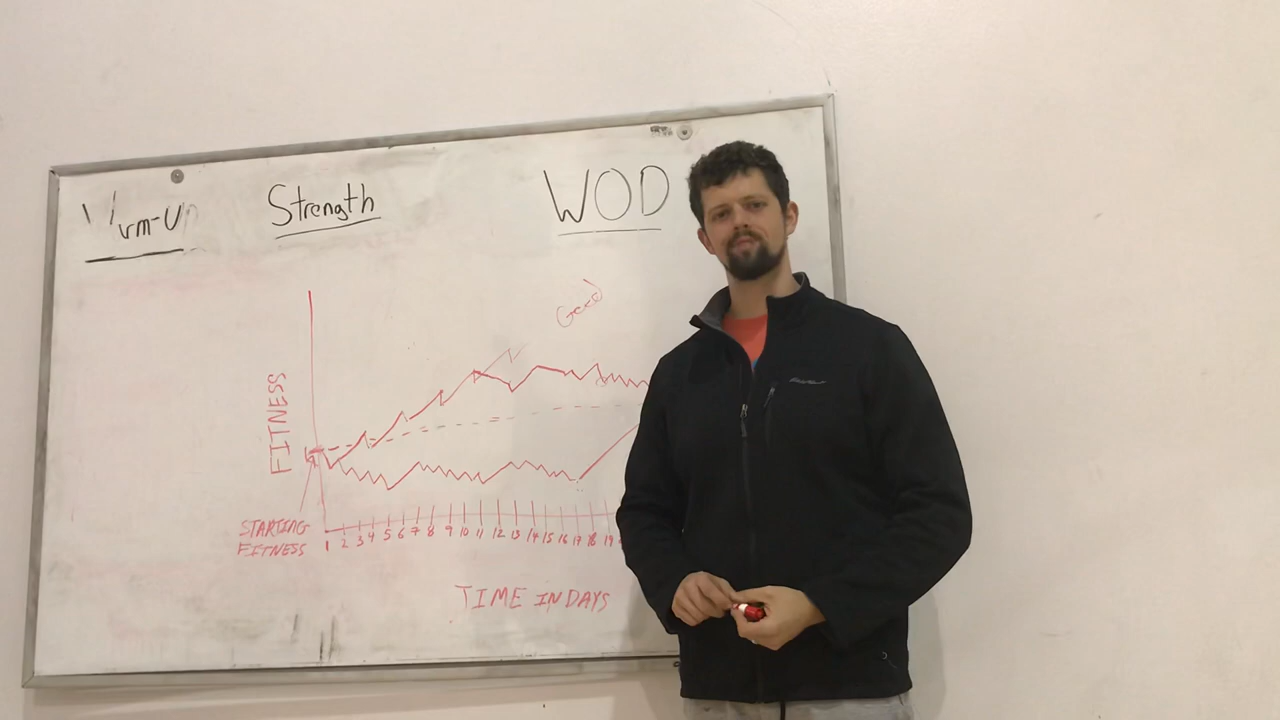 Strength
WOD
Good
FITNESS
STARTING
FITNESS
1 2 3 4 5 6 7 8 9 10 11 12 13 14 15 16 17 18 19
TIME IN DAYS